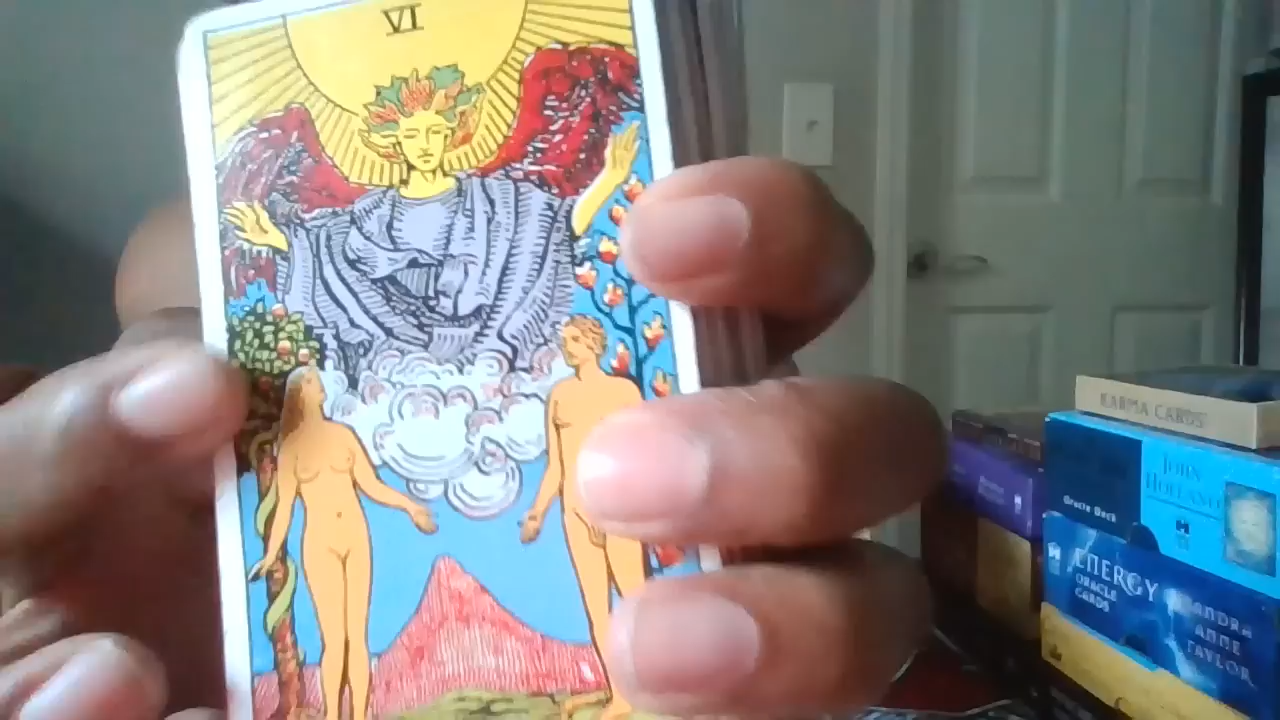 VI
KARMA CARDS
JOHN
HOLLAND
Oracle Deck
ENERGY
ORACLE
CARDS
SANDRA
ANNE
TAYLOR